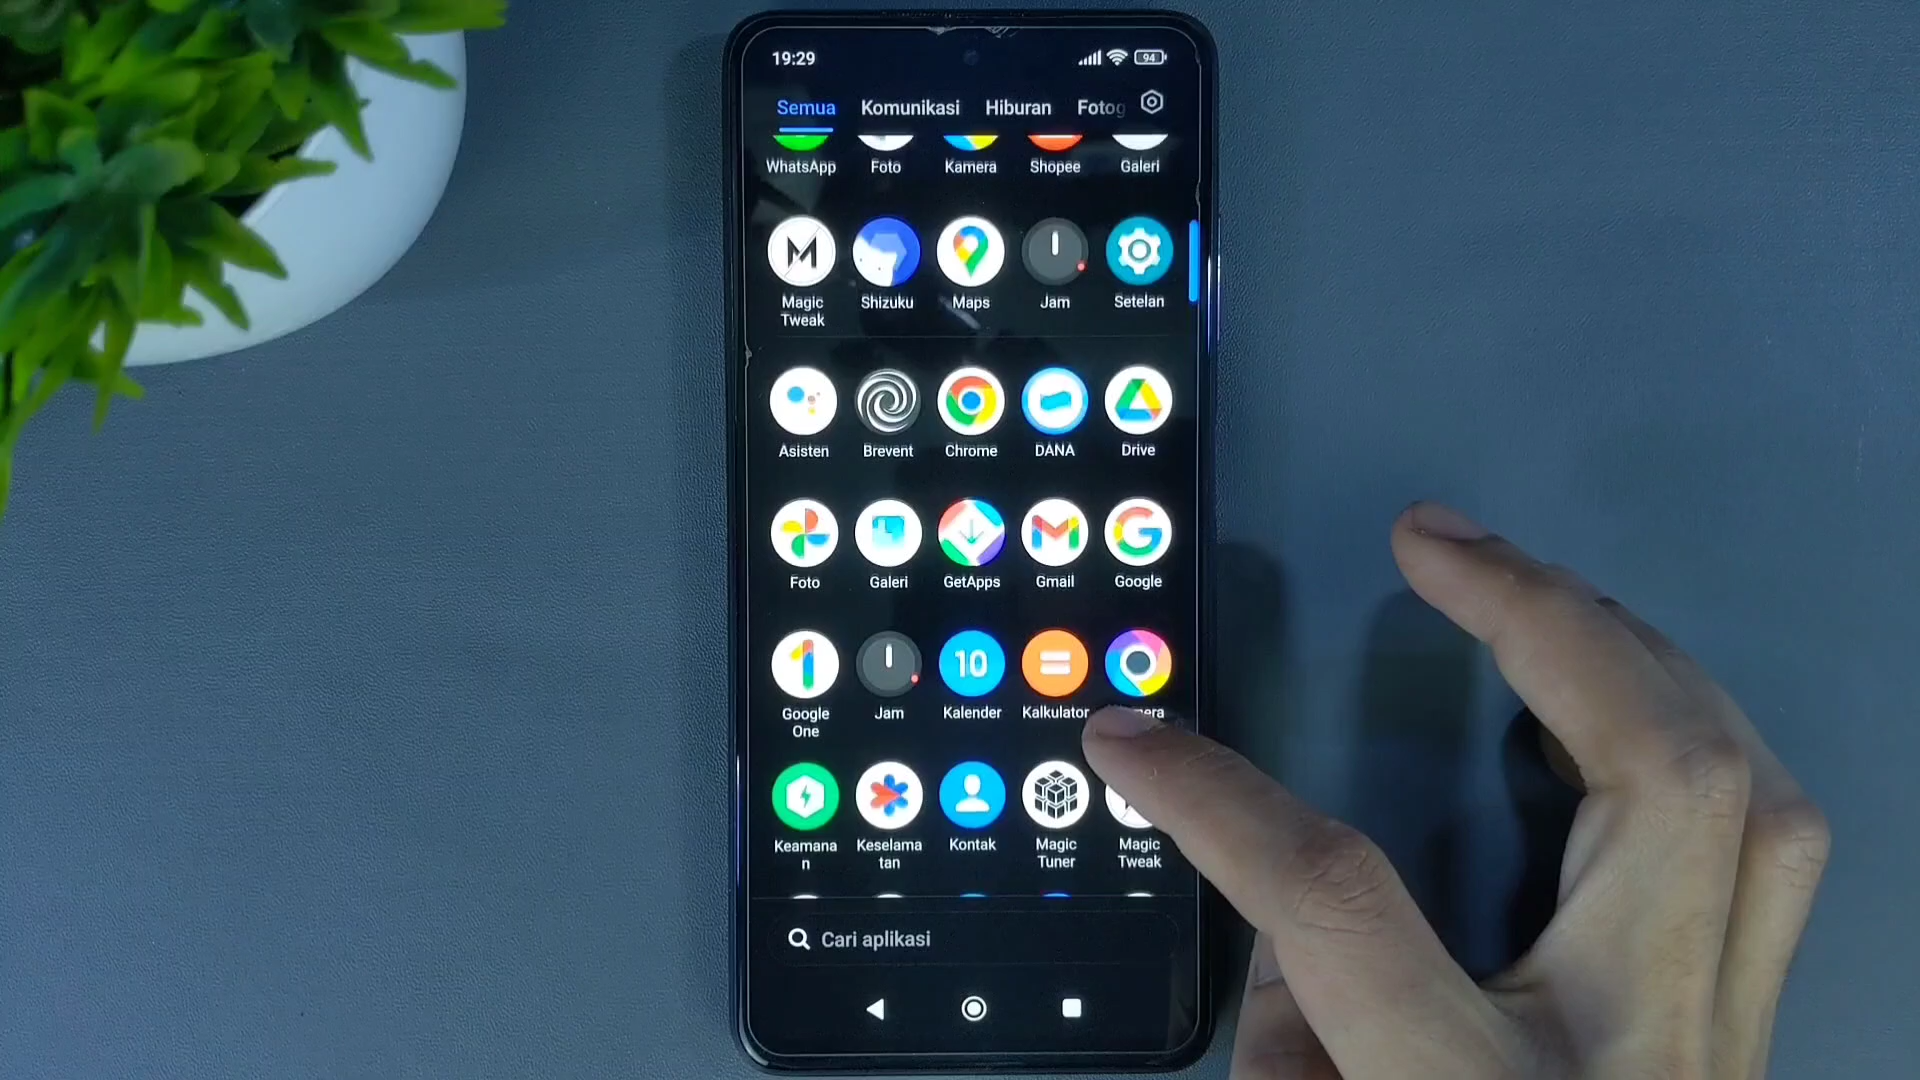 19:29
94
Semua Komunikasi Hiburan Fotog
WhatsApp Foto Kamera Shopee Galeri
Magic Shizuku Maps Jam Setelan
Tweak
Asisten Brevent Chrome DANA Drive
Foto Galeri GetApps Gmail Google
10
Google Jam Kalender Kalkulator
One
Keamana Keselama Kontak Magic Magic
n tan Tuner Tweak
Cari aplikasi